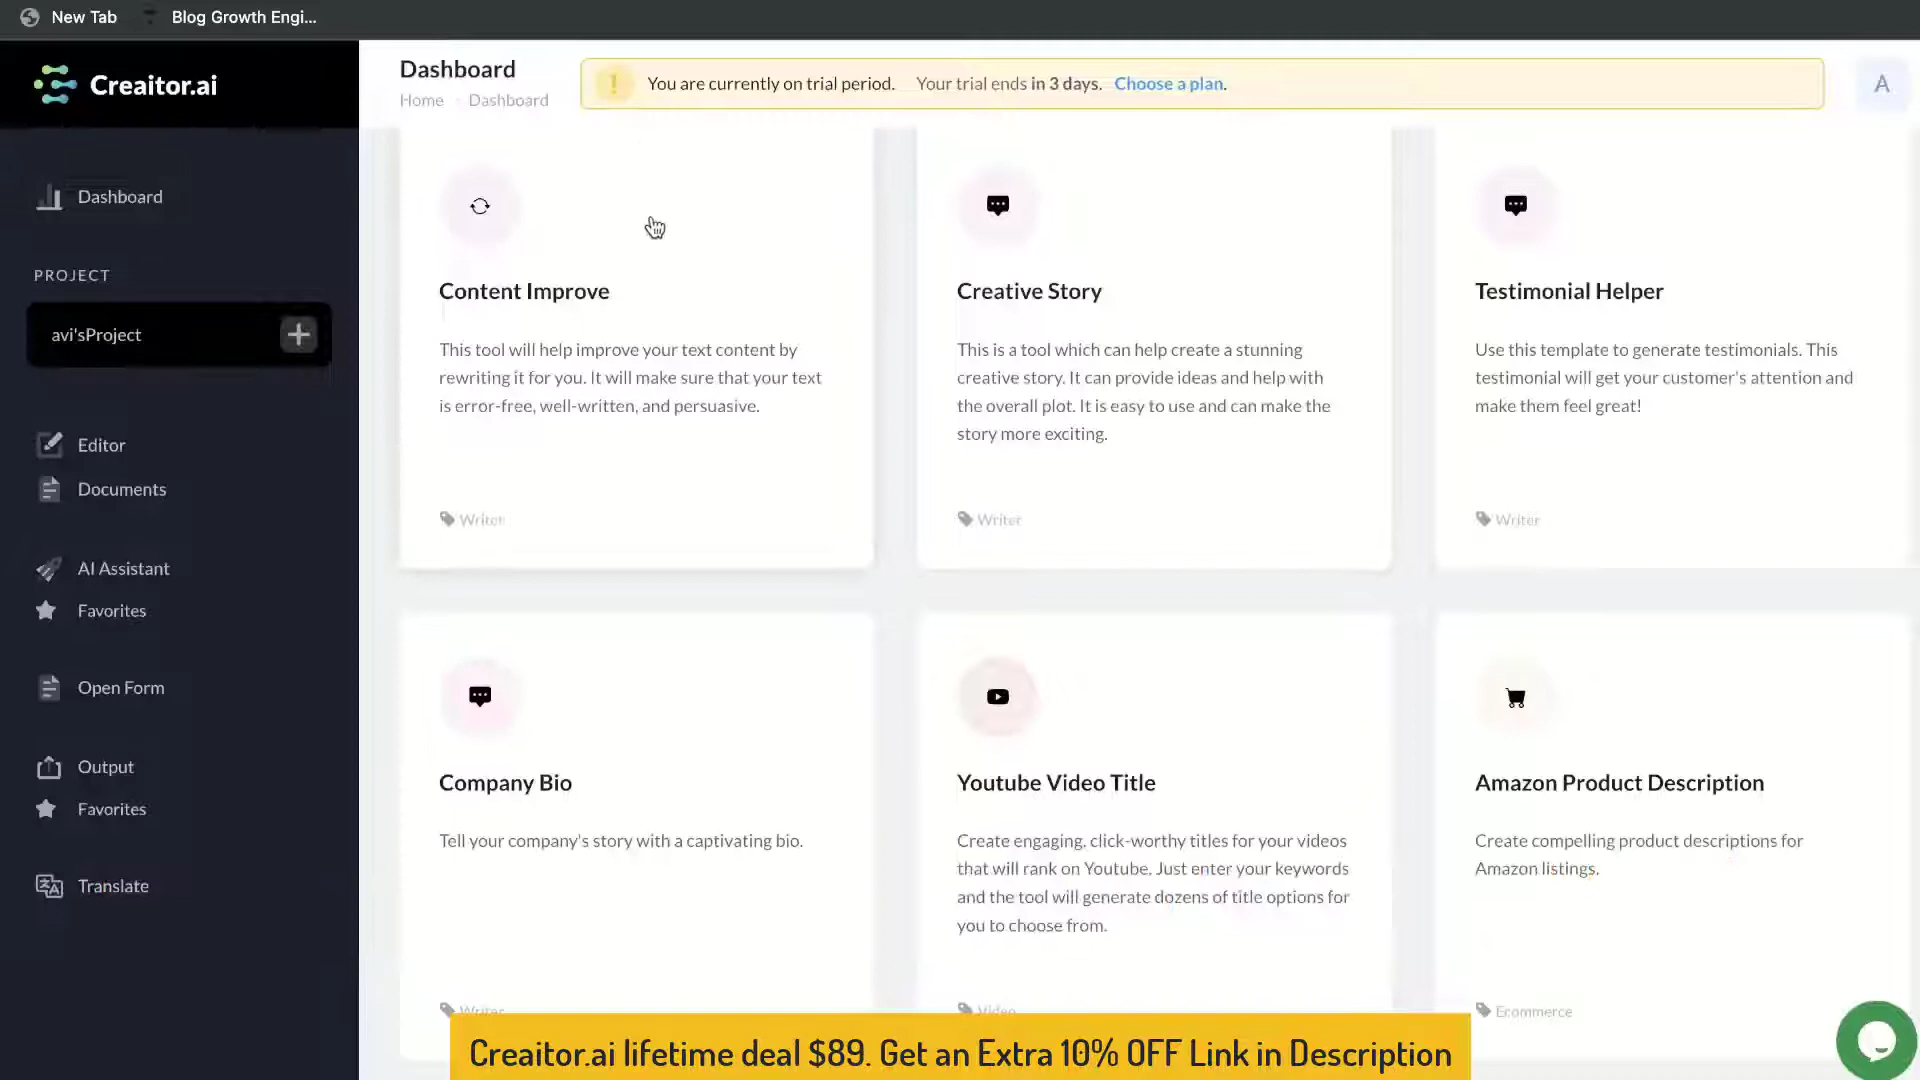 New Tab
Blog Growth Engi...
Creaitor.ai
Dashboard
PROJECT
avi'sProject
Editor
Documents
AI Assistant
Favorites
Open Form
Output
Favorites
Translate
Dashboard
Home Dashboard
! You are currently on trial period. Your trial ends in 3 days. Choose a plan.
A
Content Improve
This tool will help improve your text content by
rewriting it for you. It will make sure that your text
is error-free, well-written, and persuasive.
Writer
Creative Story
This is a tool which can help create a stunning
creative story. It can provide ideas and help with
the overall plot. It is easy to use and can make the
story more exciting.
Writer
Testimonial Helper
Use this template to generate testimonials. This
testimonial will get your customer's attention and
make them feel great!
Writer
Company Bio
Tell your company's story with a captivating bio.
Writer
Youtube Video Title
Create engaging, click-worthy titles for your videos
that will rank on Youtube. Just enter your keywords
and the tool will generate dozens of title options for
you to choose from.
Video
Amazon Product Description
Create compelling product descriptions for
Amazon listings.
Ecommerce
Creaitor.ai lifetime deal $89. Get an Extra 10% OFF Link in Description